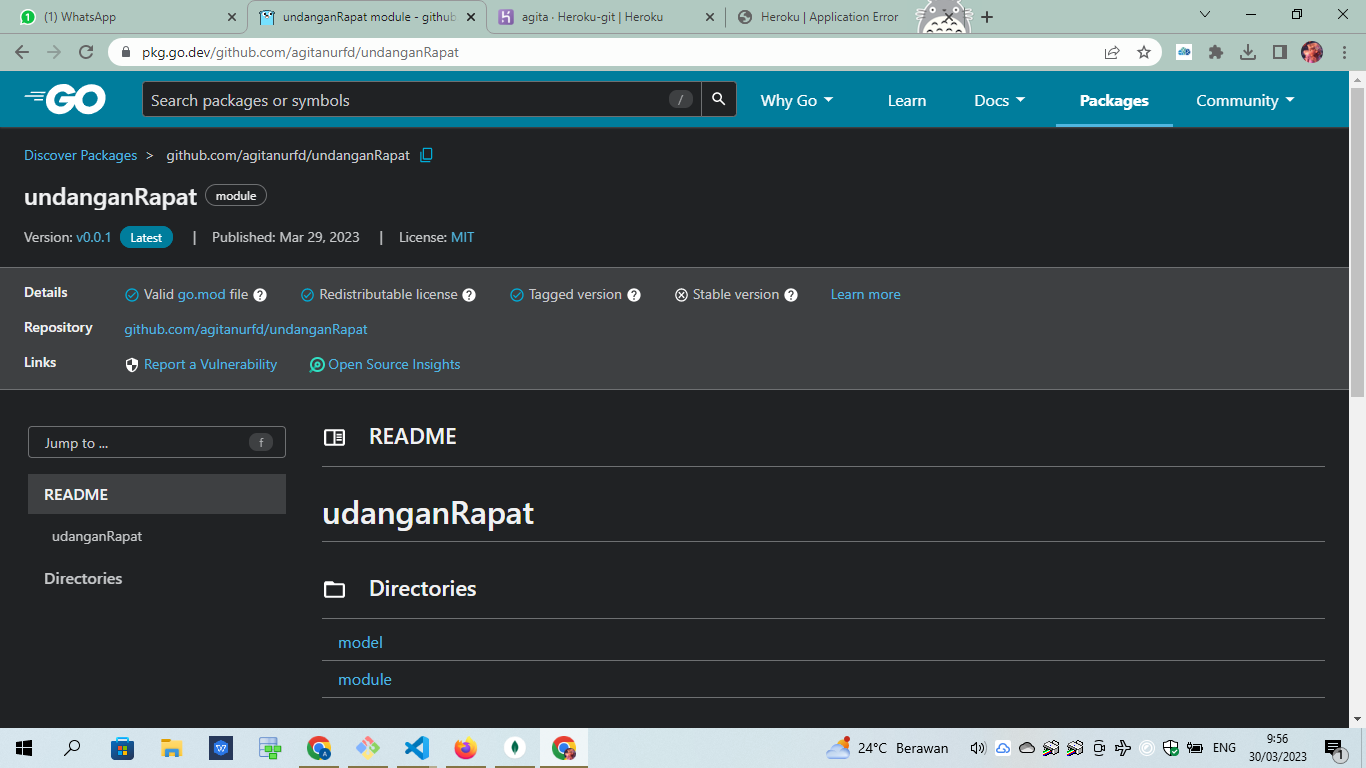 (1) WhatsApp
undanganRapat module - github
agita · Heroku-git | Heroku
Heroku | Application Error
pkg.go.dev/github.com/agitanurfd/undanganRapat
GO
Search packages or symbols
/
Why Go
Learn
Docs
Packages
Community
Discover Packages > github.com/agitanurfd/undanganRapat
undanganRapat module
Version: v0.0.1 Latest | Published: Mar 29, 2023 | License: MIT
Details
Valid go.mod file
Redistributable license
Tagged version
Stable version
Learn more
Repository
github.com/agitanurfd/undanganRapat
Links
Report a Vulnerability
Open Source Insights
Jump to ...
f
README
udanganRapat
Directories
README
udanganRapat
Directories
model
module
24°C Berawan
ENG
9:56
30/03/2023
1